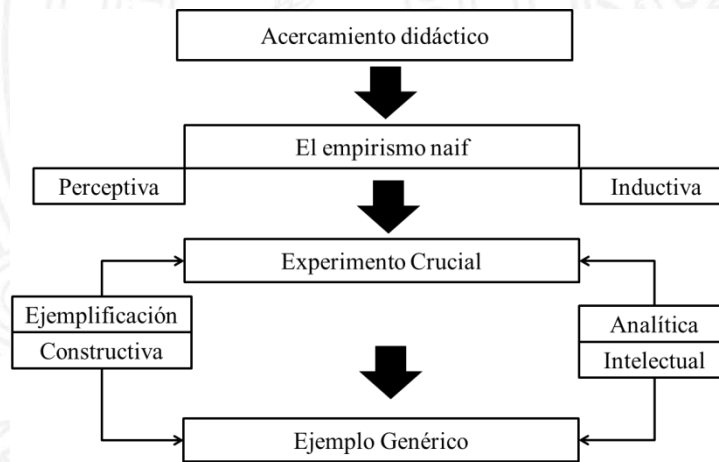 Acercamiento didáctico
El empirismo naif
Perceptiva
Inductiva
Experimento Crucial
Ejemplificación
Constructiva
Analítica
Intelectual
Ejemplo Genérico